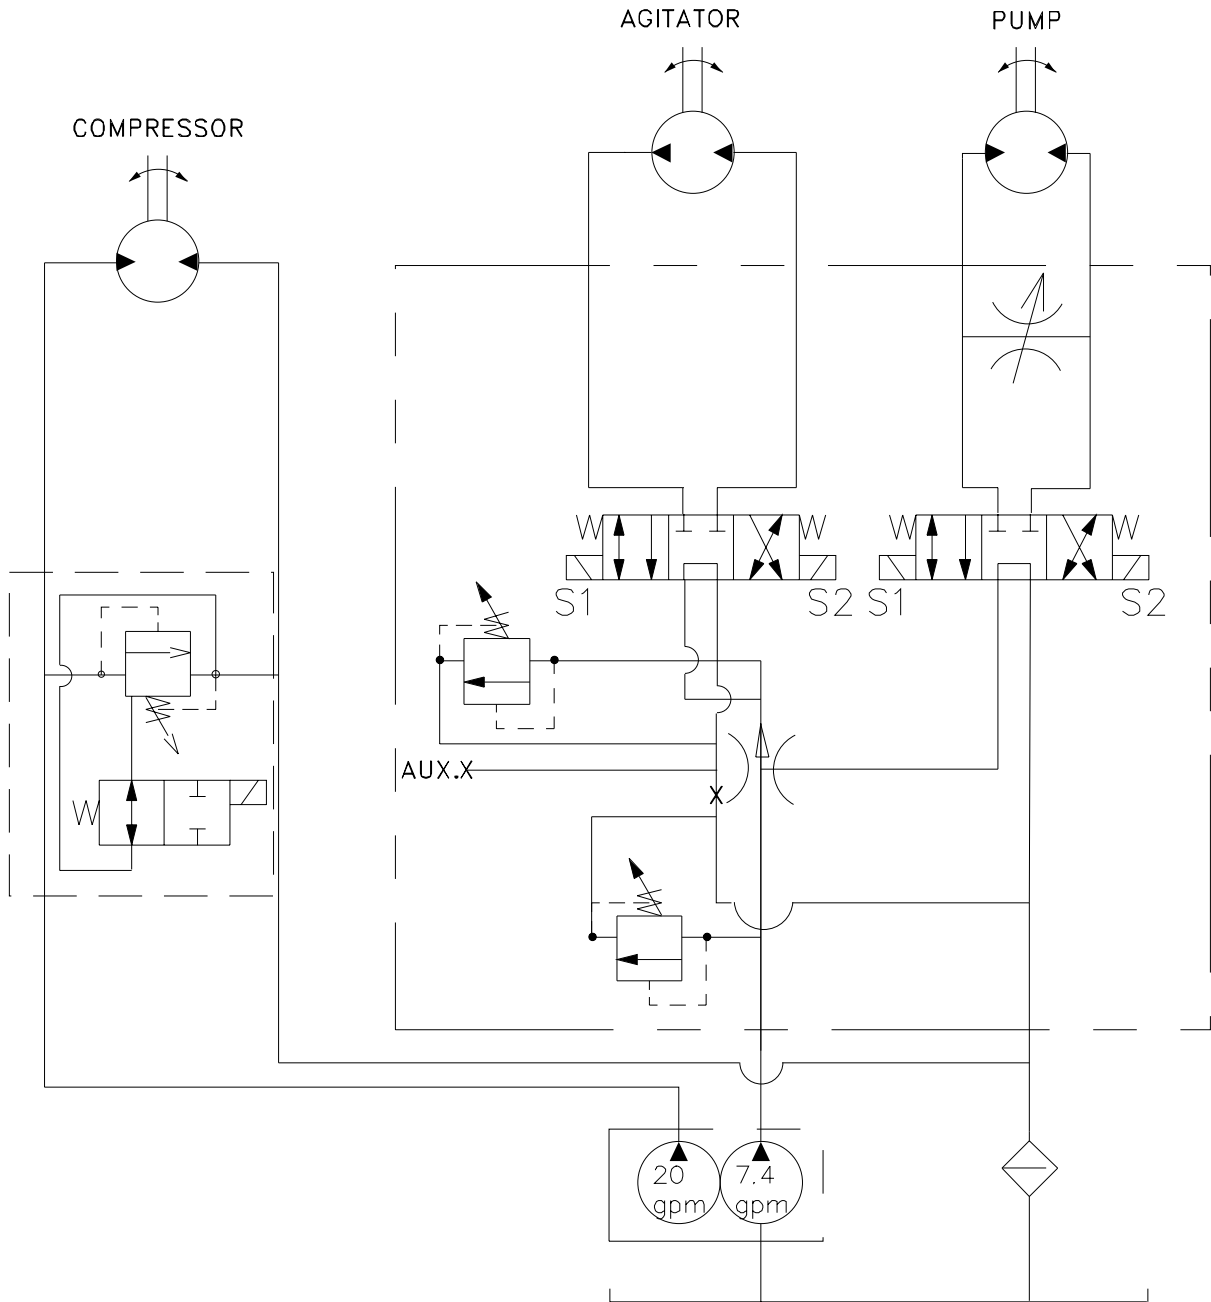 AGITATOR
PUMP
COMPRESSOR
S1
S2
S1
S2
AUX.X
X
20
gpm
7.4
gpm